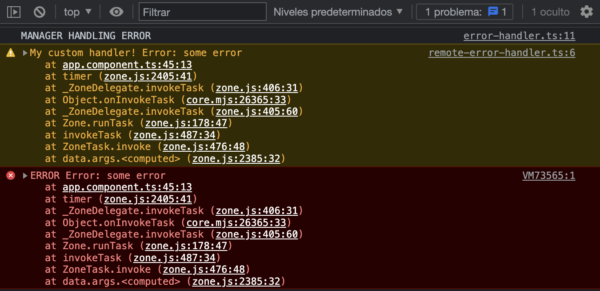 top ▾ Filtrar Niveles predeterminados ▾ 1 problema: 1 1 oculto
MANAGER HANDLING ERROR error-handler.ts:11
▸My custom handler! Error: some error remote-error-handler.ts:6
at app.component.ts:45:13
at timer (zone.js:2405:41)
at _ZoneDelegate.invokeTask (zone.js:406:31)
at Object.onInvokeTask (core.mjs:26365:33)
at _ZoneDelegate.invokeTask (zone.js:405:60)
at Zone.runTask (zone.js:178:47)
at invokeTask (zone.js:487:34)
at ZoneTask.invoke (zone.js:476:48)
at data.args.<computed> (zone.js:2385:32)
▸ERROR Error: some error VM73565:1
at app.component.ts:45:13
at timer (zone.js:2405:41)
at _ZoneDelegate.invokeTask (zone.js:406:31)
at Object.onInvokeTask (core.mjs:26365:33)
at _ZoneDelegate.invokeTask (zone.js:405:60)
at Zone.runTask (zone.js:178:47)
at invokeTask (zone.js:487:34)
at ZoneTask.invoke (zone.js:476:48)
at data.args.<computed> (zone.js:2385:32)